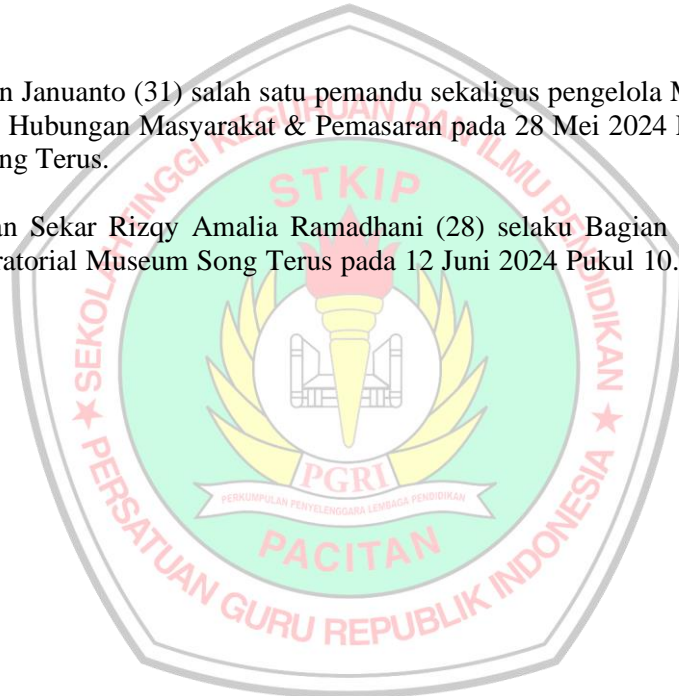 n Januanto (31) salah satu pemandu sekaligus pengelola
Hubungan Masyarakat & Pemasaran pada 28 Mei 2024
ng Terus.
an Sekar Rizqy Amalia Ramadhani (28) selaku Bagian
ratorial Museum Song Terus pada 12 Juni 2024 Pukul 10.
SEKOLAH TINGGI KEGURUAN DAN ILMU PENDIDIKAN
STKIP
PGRI
PERKUMPULAN PENYELENGGARA LEMBAGA PENDIDIKAN
PACITAN
PERSATUAN GURU REPUBLIK INDONESIA